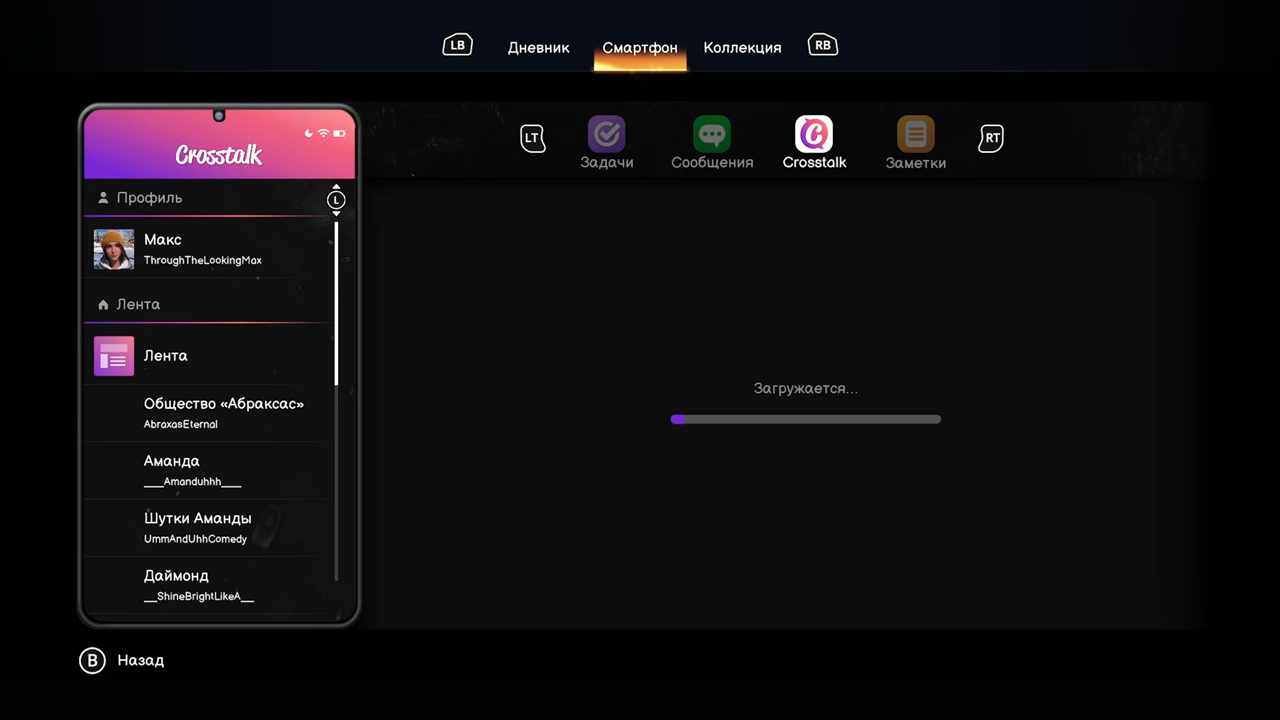 LB
Дневник
Смартфон
Коллекция
RB
Crosstalk
Профиль
L
Макс
ThroughTheLookingMax
Лента
Лента
Общество «Абраксас»
AbraxasEternal
Аманда
___Amanduhhh___
Шутки Аманды
UmmAndUhhComedy
Даймонд
__ShineBrightLikeA__
LT
Задачи
Сообщения
Crosstalk
Заметки
RT
Загружается...
B Назад